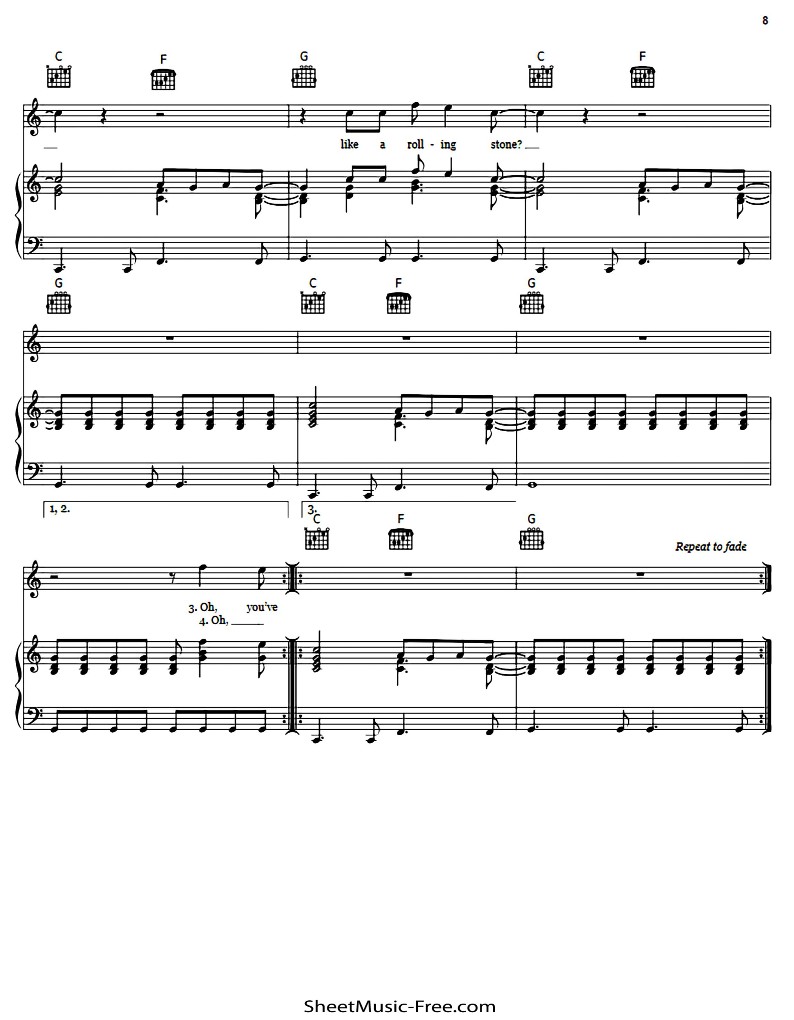 8
C F G C F
like a roll - ing stone?
G C F G
1, 2. 3.
C F G
Repeat to fade
3. Oh, you've
4. Oh,
SheetMusic-Free.com